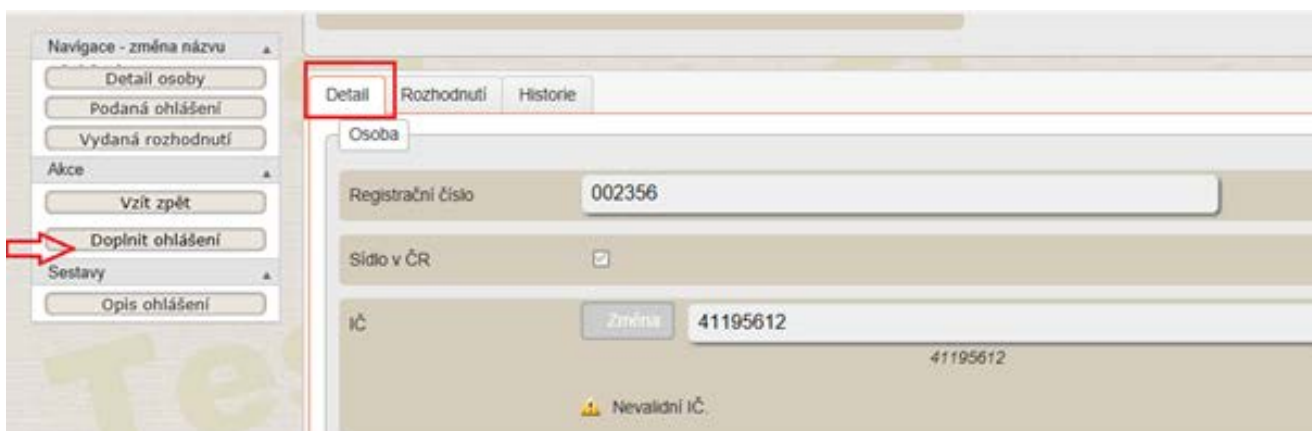 Navigace - změna názvu
Detail osoby
Podaná ohlášení
Vydaná rozhodnutí
Akce
Vzít zpět
Doplnit ohlášení
Sestavy
Opis ohlášení
Detail Rozhodnutí Historie
Osoba
Registrační číslo 002356
Sídlo v ČR
IČ Změna 41195612
41195612
Nevalidní IČ.
Tes